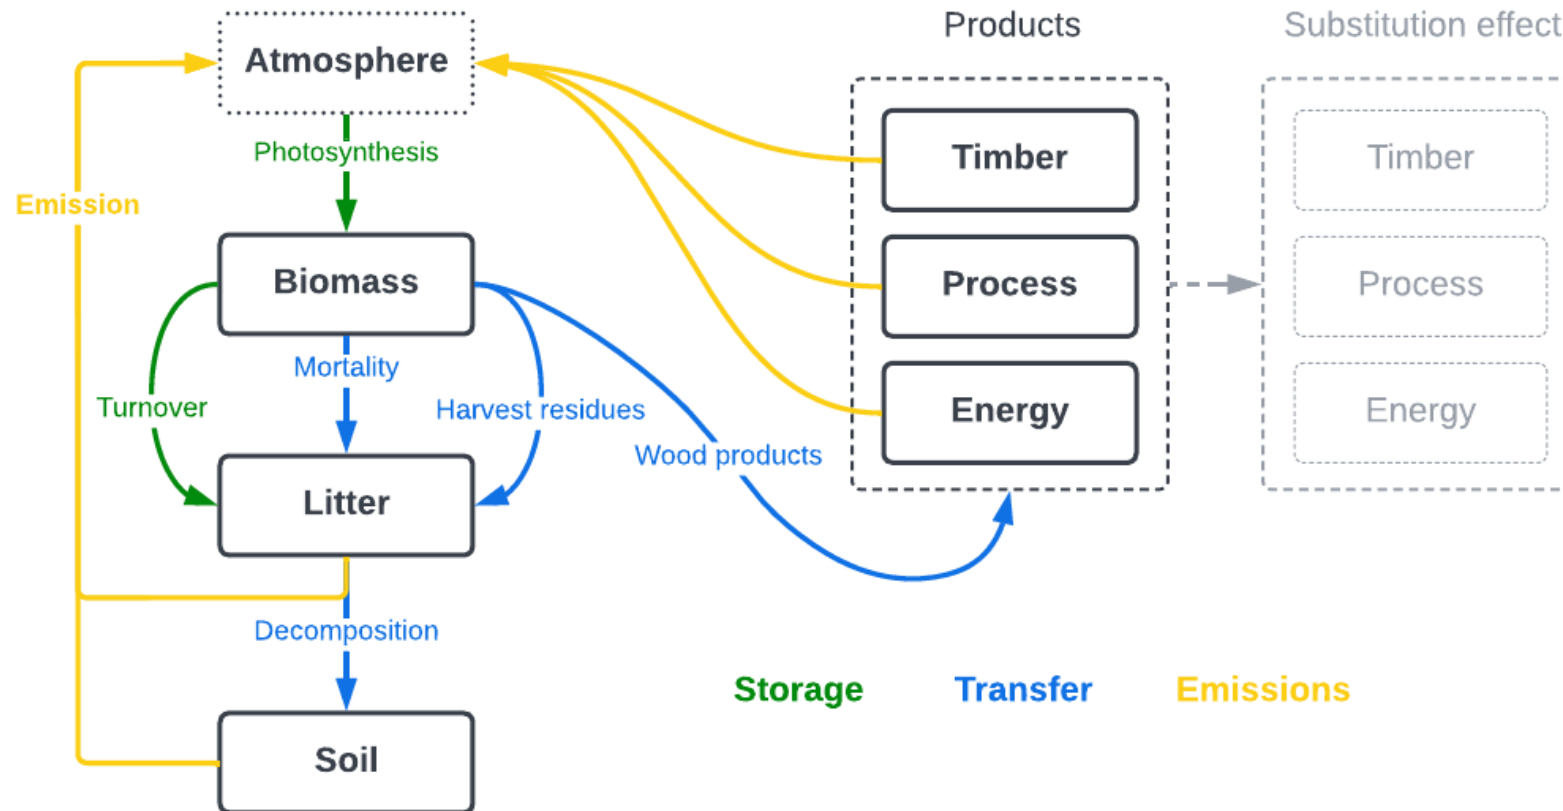 Products
Substitution effect
Atmosphere
Photosynthesis
Emission
Biomass
Turnover
Mortality
Harvest residues
Wood products
Litter
Decomposition
Soil
Timber
Process
Energy
Timber
Process
Energy
Storage
Transfer
Emissions